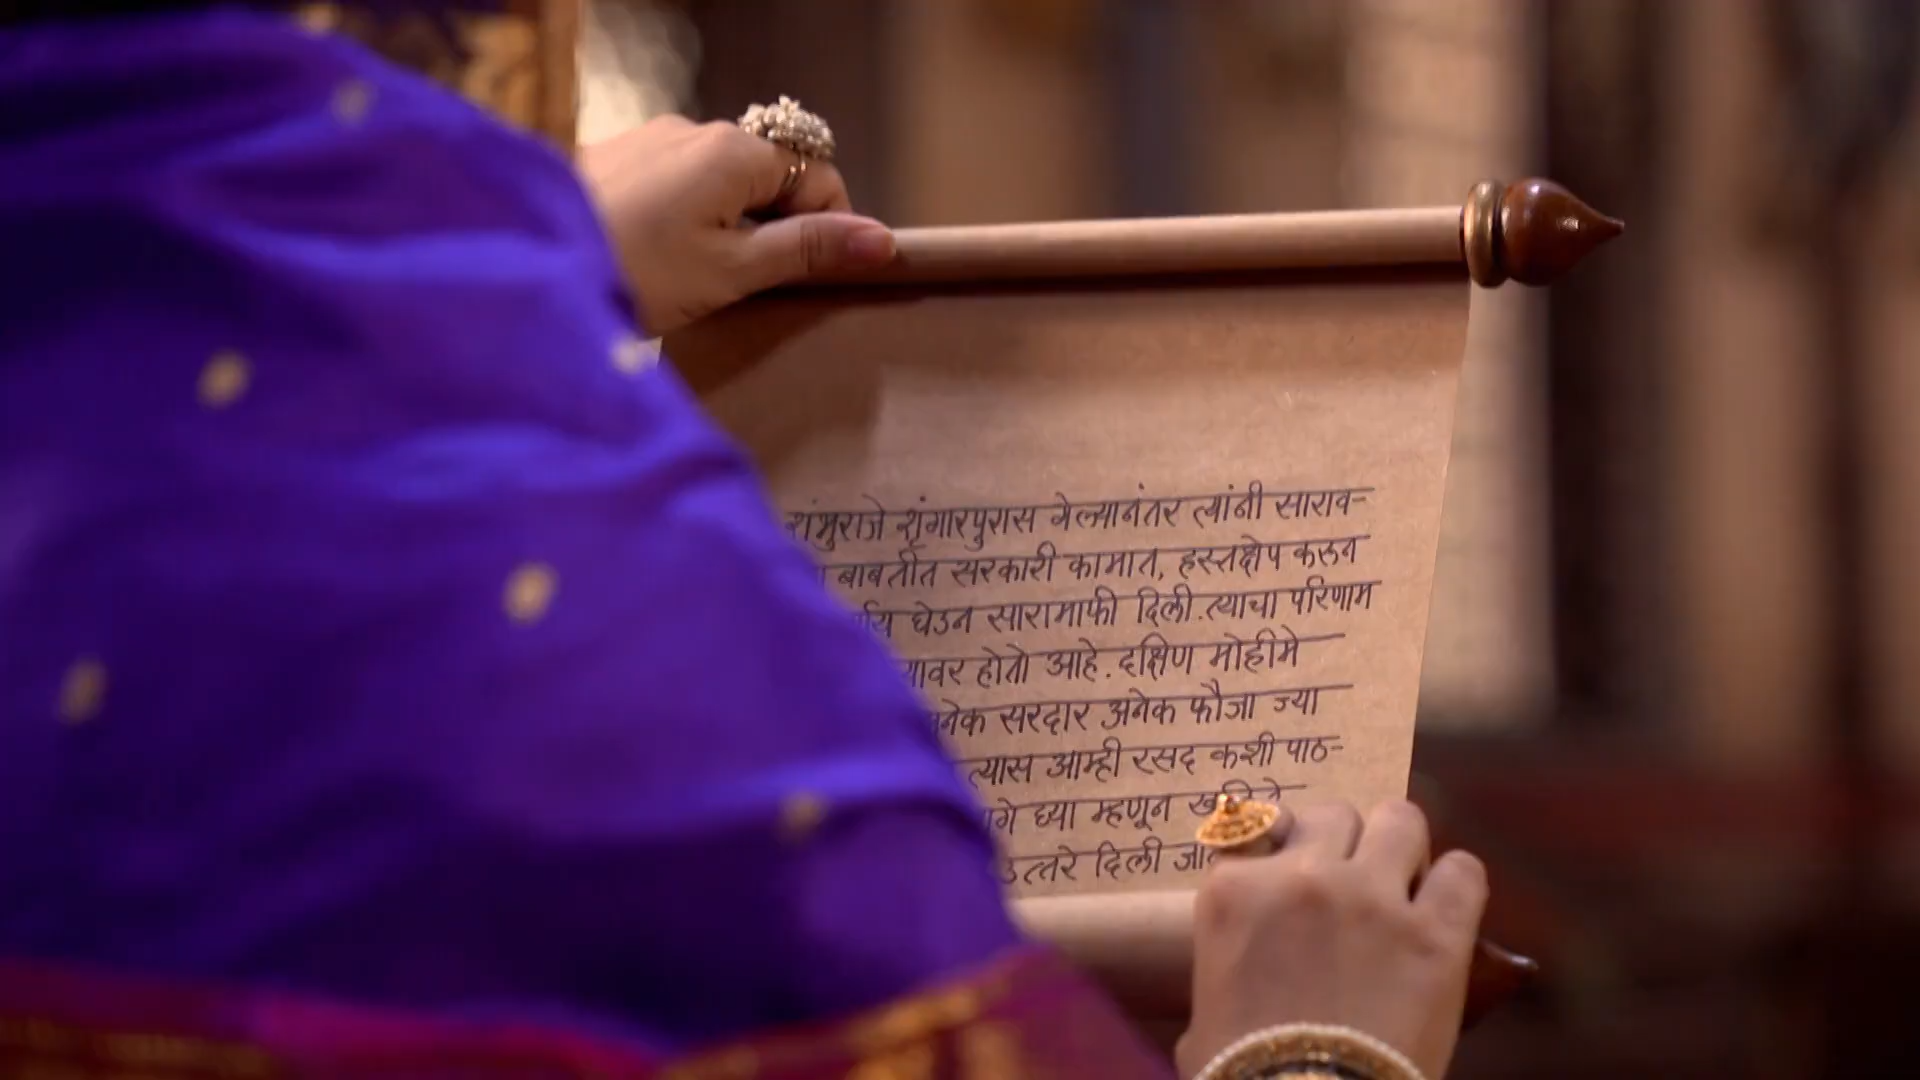 शंभुराजे शृंगारपुरास गेल्यानंतर त्यांनी साराव-
बाबतीत सरकारी कामात, हस्तक्षेप करुन
घेउन सारामाफी दिली. त्याचा परिणाम
होतो आहे. दक्षिण मोहीमे
अनेक सरदार अनेक फौजा ज्या
त्यास आम्ही रसद कशी पाठ-
घ्या म्हणून
उत्तरे दिली